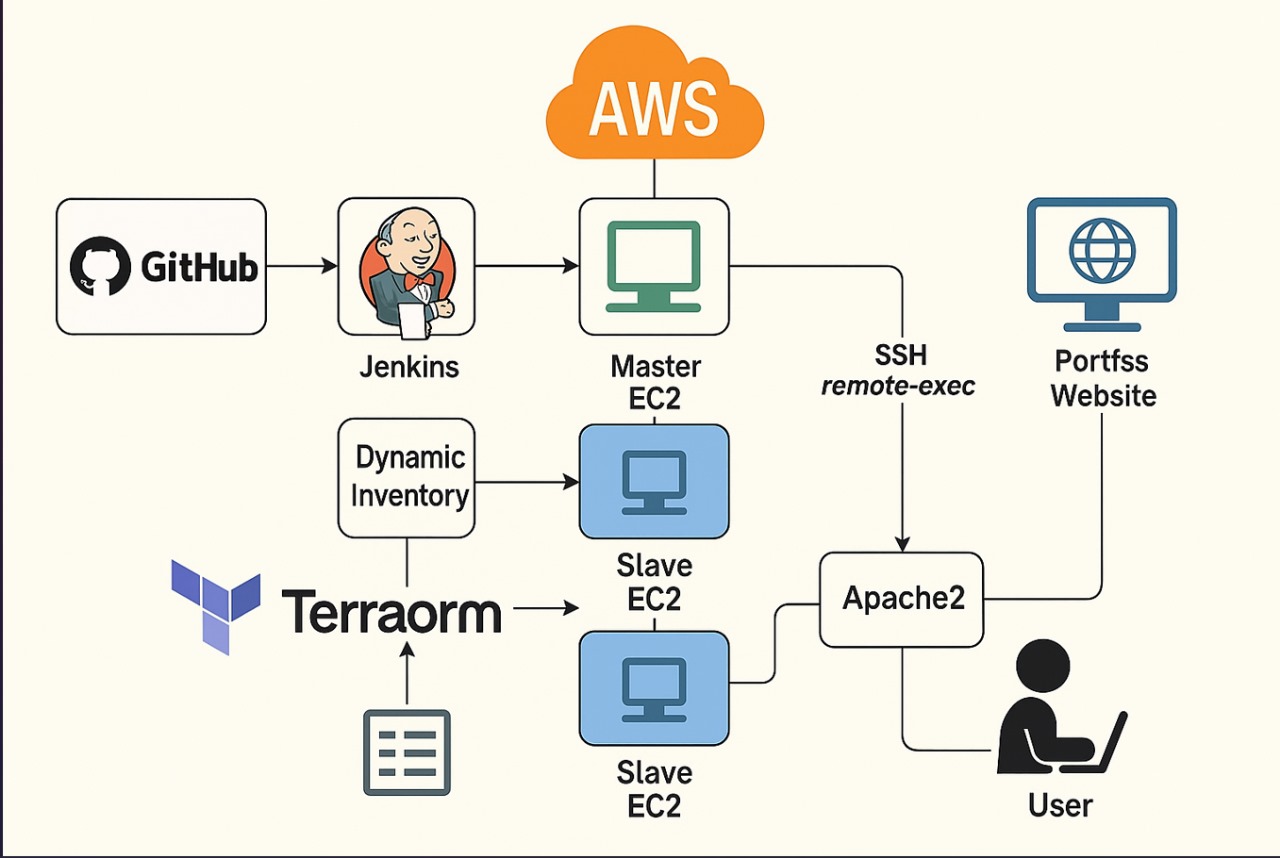 AWS
GitHub
Jenkins
Master
EC2
SSH
remote-exec
Portfss
Website
Dynamic
Inventory
Slave
EC2
Terraorm
Apache2
Slave
EC2
User